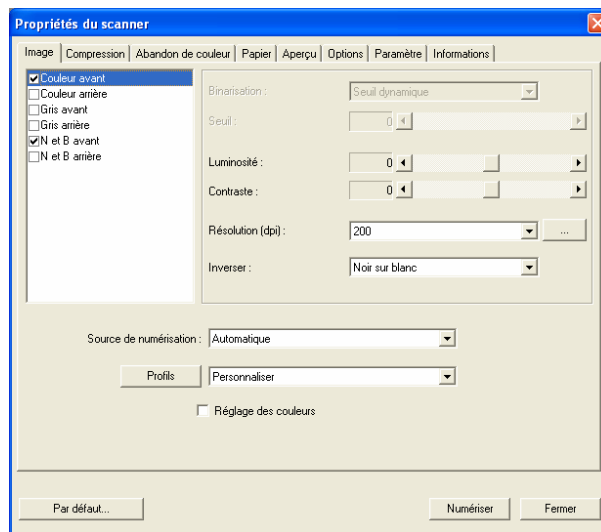 Propriétés du scanner
Image Compression Abandon de couleur Papier Aperçu Options Paramètre Informations
Couleur avant
Couleur arrière
Gris avant
Gris arrière
N et B avant
N et B arrière
Binarisation : Seuil dynamique
Seuil : 0
Luminosité : 0
Contraste : 0
Résolution (dpi) : 200 ...
Inverser : Noir sur blanc
Source de numérisation : Automatique
Profils Personnaliser
Réglage des couleurs
Par défaut... Numériser Fermer